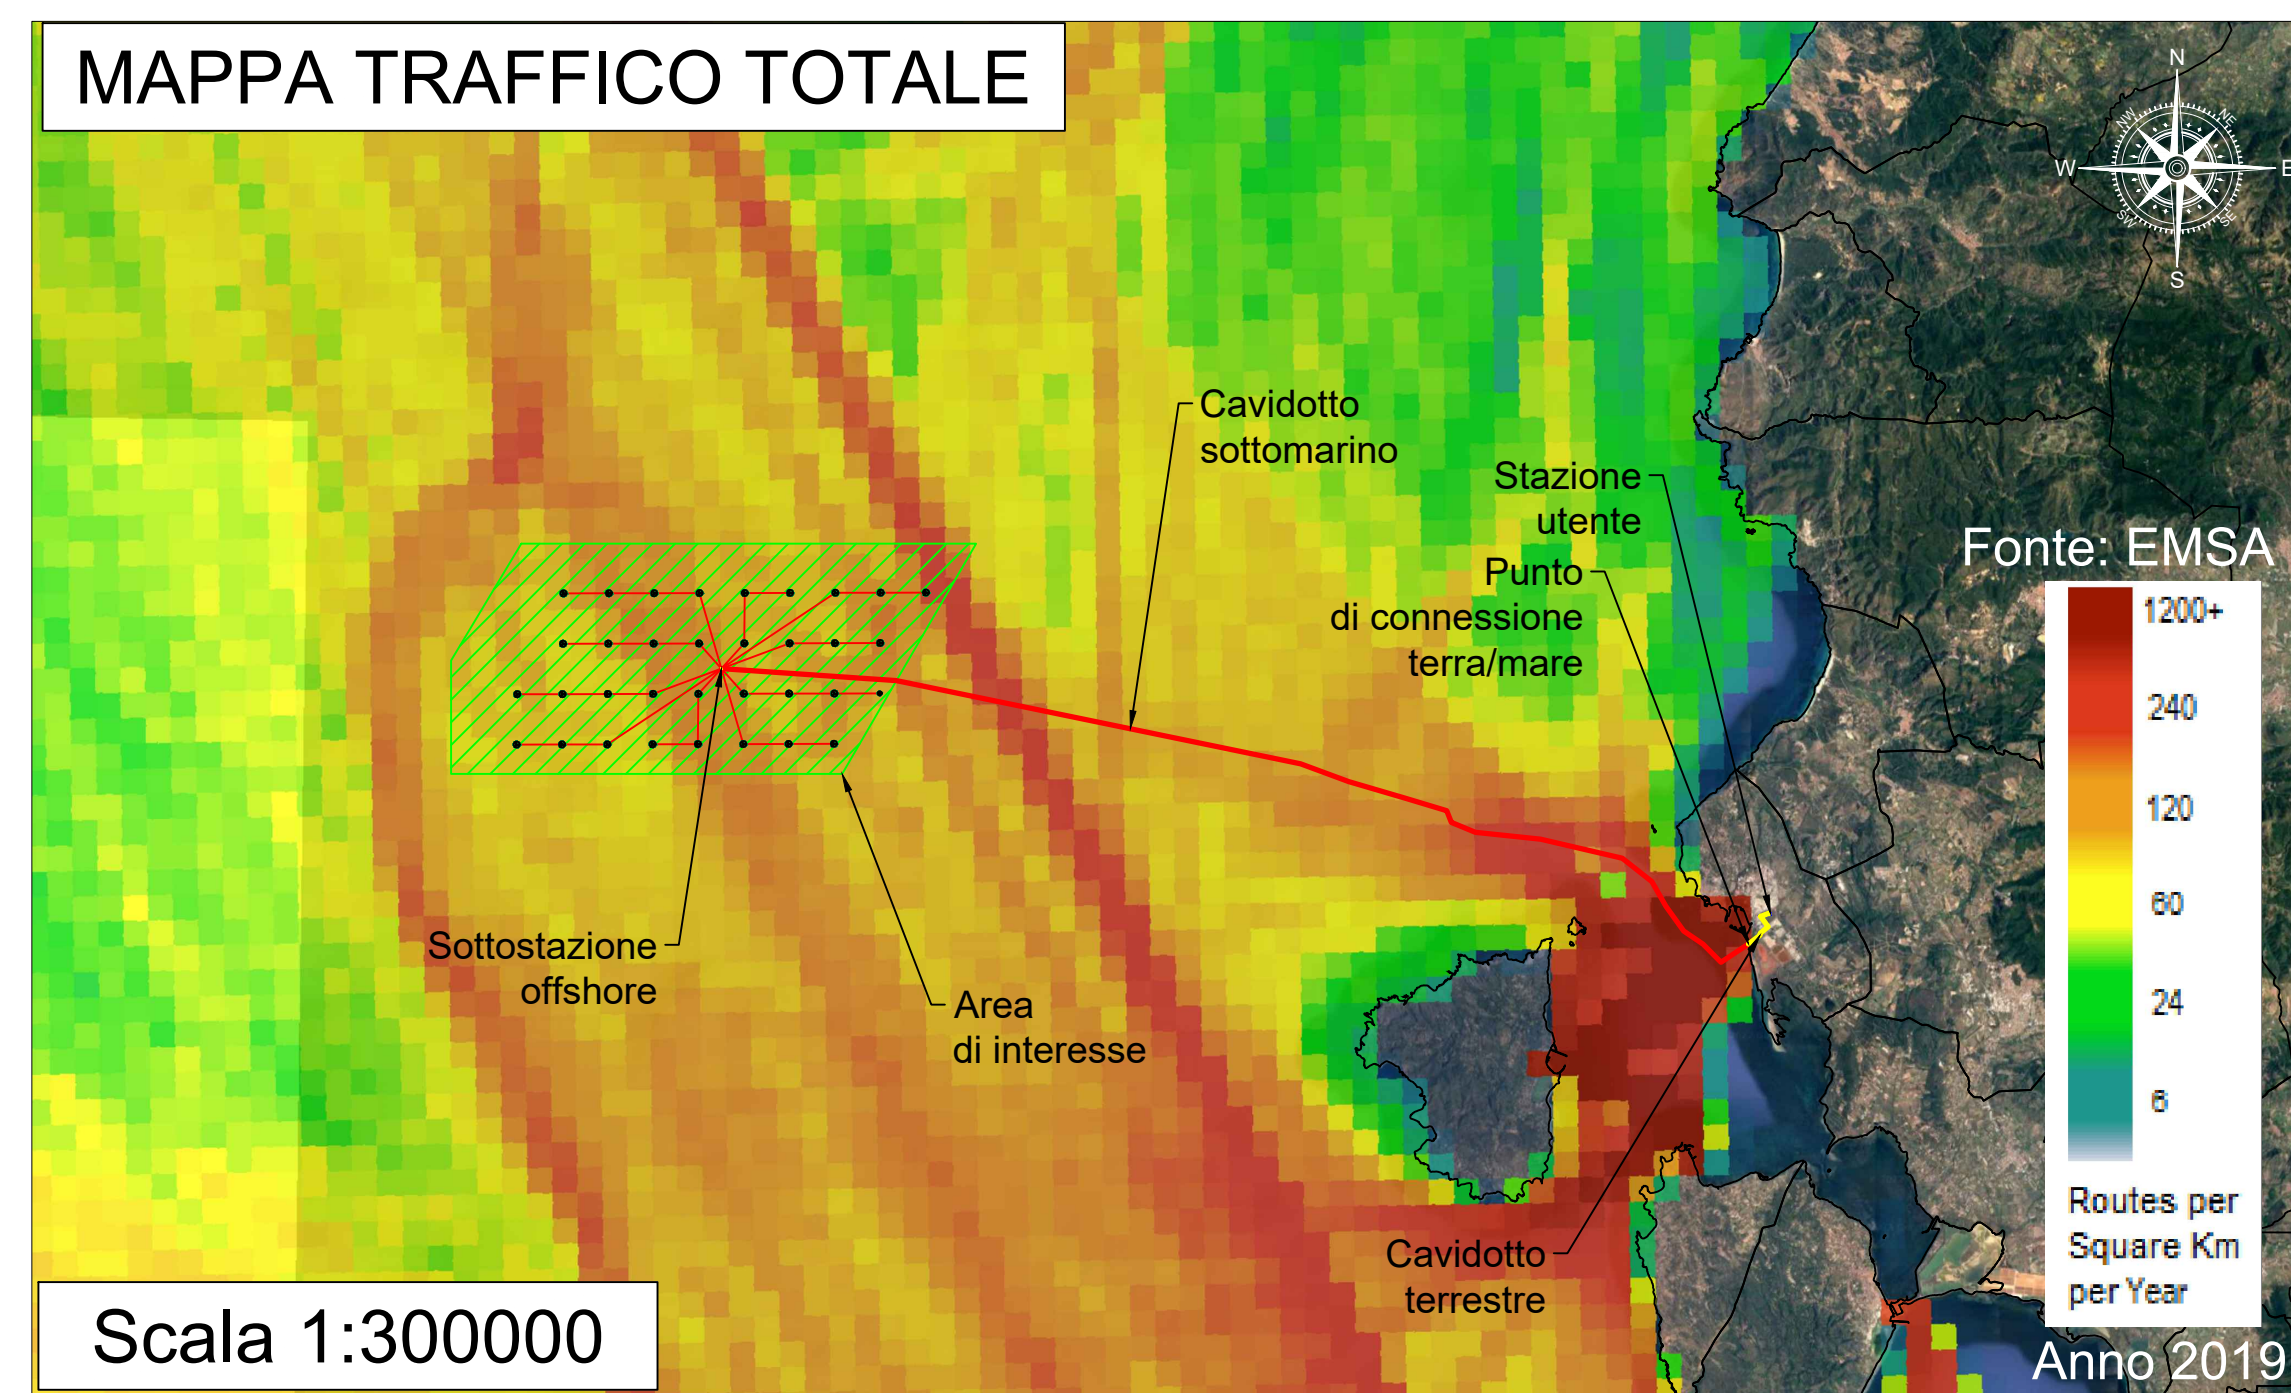 MAPPA TRAFFICO TOTALE
N
NW
NE
W
E
SW
SE
S
Cavidotto
sottomarino
Stazione
utente
Punto
di connessione
terra/mare
Fonte: EMSA
1200+
240
120
60
24
6
Routes per
Square Km
per Year
Sottostazione
offshore
Area
di interesse
Cavidotto
terrestre
Scala 1:300000
Anno 2019